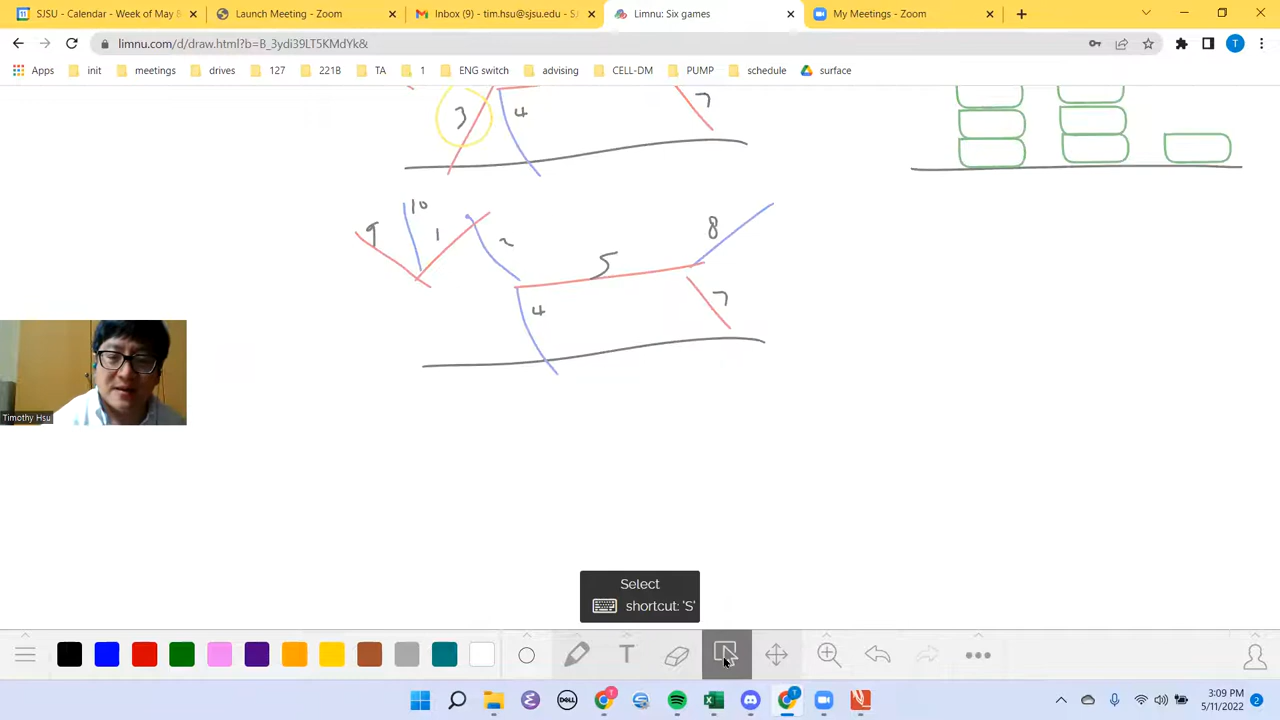 SJSU - Calendar - Week of May 8
Launch Meeting - Zoom
Inbox (9) - tim.hsu@sjsu.edu - SJ
Limnu: Six games
My Meetings - Zoom
limnu.com/d/draw.html?b=B_3ydi39LT5KMdYk&
T
Apps
init
meetings
drives
127
221B
TA
1
ENG switch
advising
CELL-DM
PUMP
schedule
surface
3
4
7
9
10
1
2
5
8
4
7
Timothy Hsu
Select
shortcut: 'S'
T
DELL
3:09 PM
5/11/2022
2